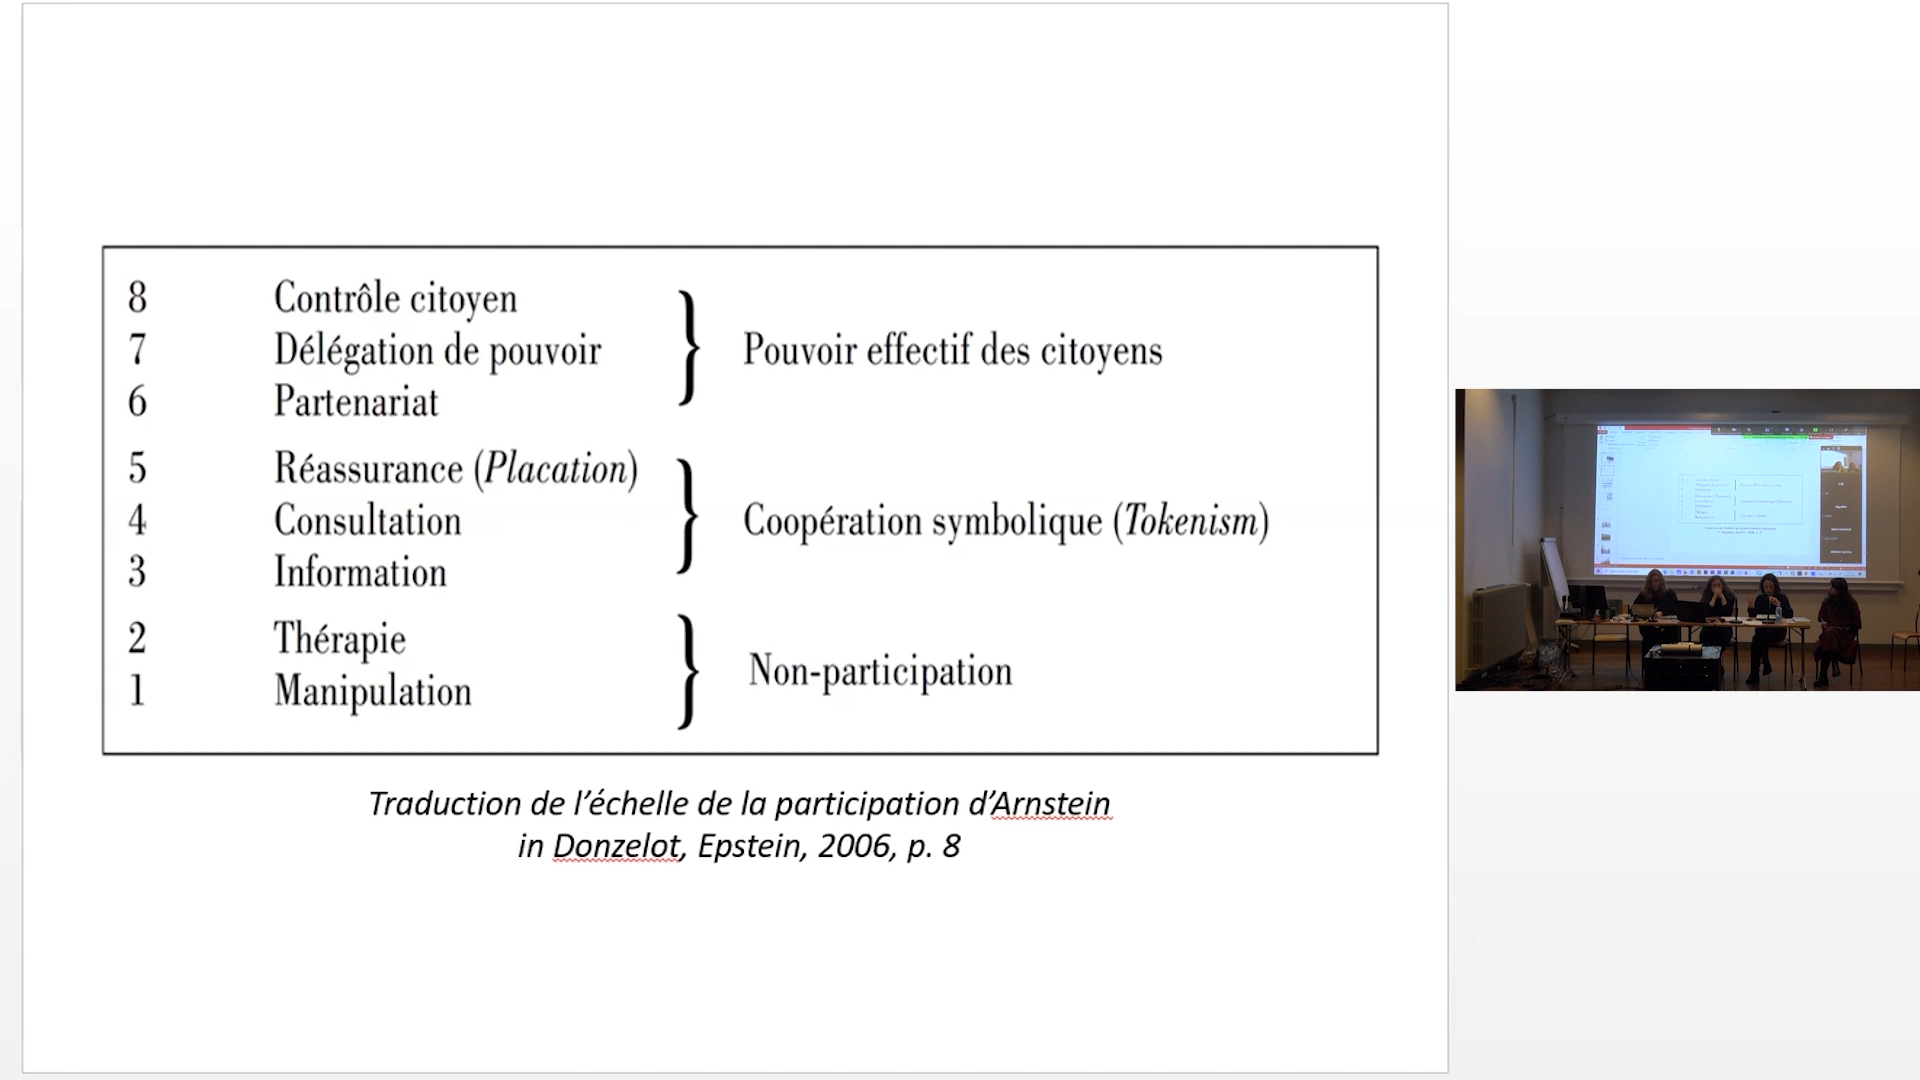 8 Contrôle citoyen
7 Délégation de pouvoir
6 Partenariat
Pouvoir effectif des citoyens
5 Réassurance (Placation)
4 Consultation
3 Information
Coopération symbolique (Tokenism)
2 Thérapie
1 Manipulation
Non-participation
Traduction de l'échelle de la participation d'Arnstein
in Donzelot, Epstein, 2006, p. 8